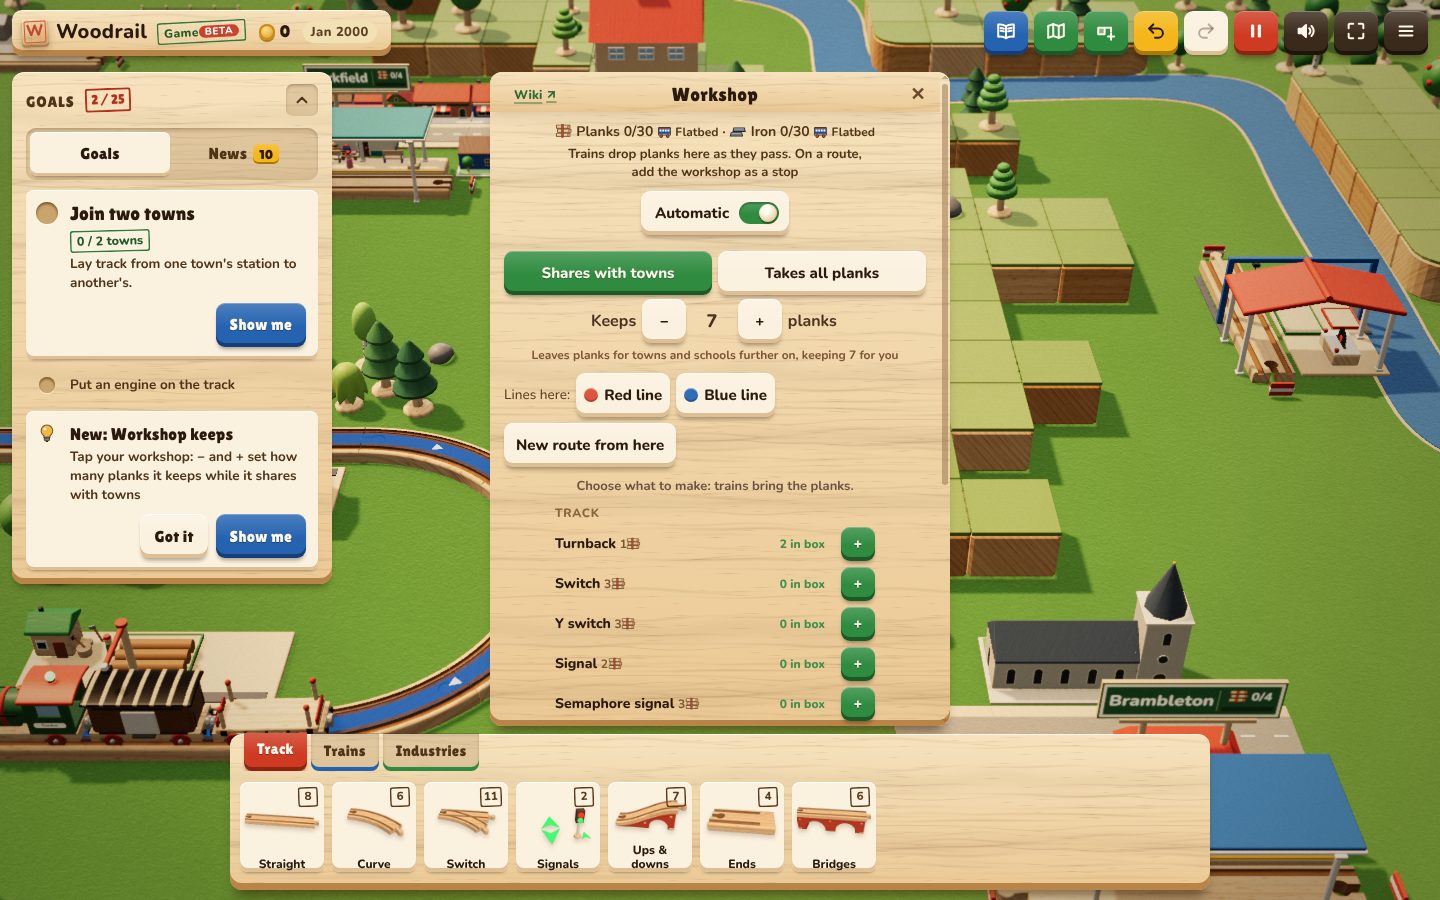 W Woodrail Game BETA 0 Jan 2000
GOALS 2 / 25
Goals
News 10
Join two towns
0 / 2 towns
Lay track from one town's station to
another's.
Show me
Put an engine on the track
New: Workshop keeps
Tap your workshop: – and + set how
many planks it keeps while it shares
with towns
Got it
Show me
kfield 0/4
Wiki
Workshop
Planks 0/30 Flatbed · Iron 0/30 Flatbed
Trains drop planks here as they pass. On a route,
add the workshop as a stop
Automatic
Shares with towns
Takes all planks
Keeps – 7 + planks
Leaves planks for towns and schools further on, keeping 7 for you
Lines here: Red line Blue line
New route from here
Choose what to make: trains bring the planks.
TRACK
Turnback 1 2 in box +
Switch 3 0 in box +
Y switch 3 0 in box +
Signal 2 0 in box +
Semaphore signal 3 0 in box +
Brambleton 0/4
Track
Trains
Industries
8
Straight
6
Curve
11
Switch
2
Signals
7
Ups &
downs
4
Ends
6
Bridges